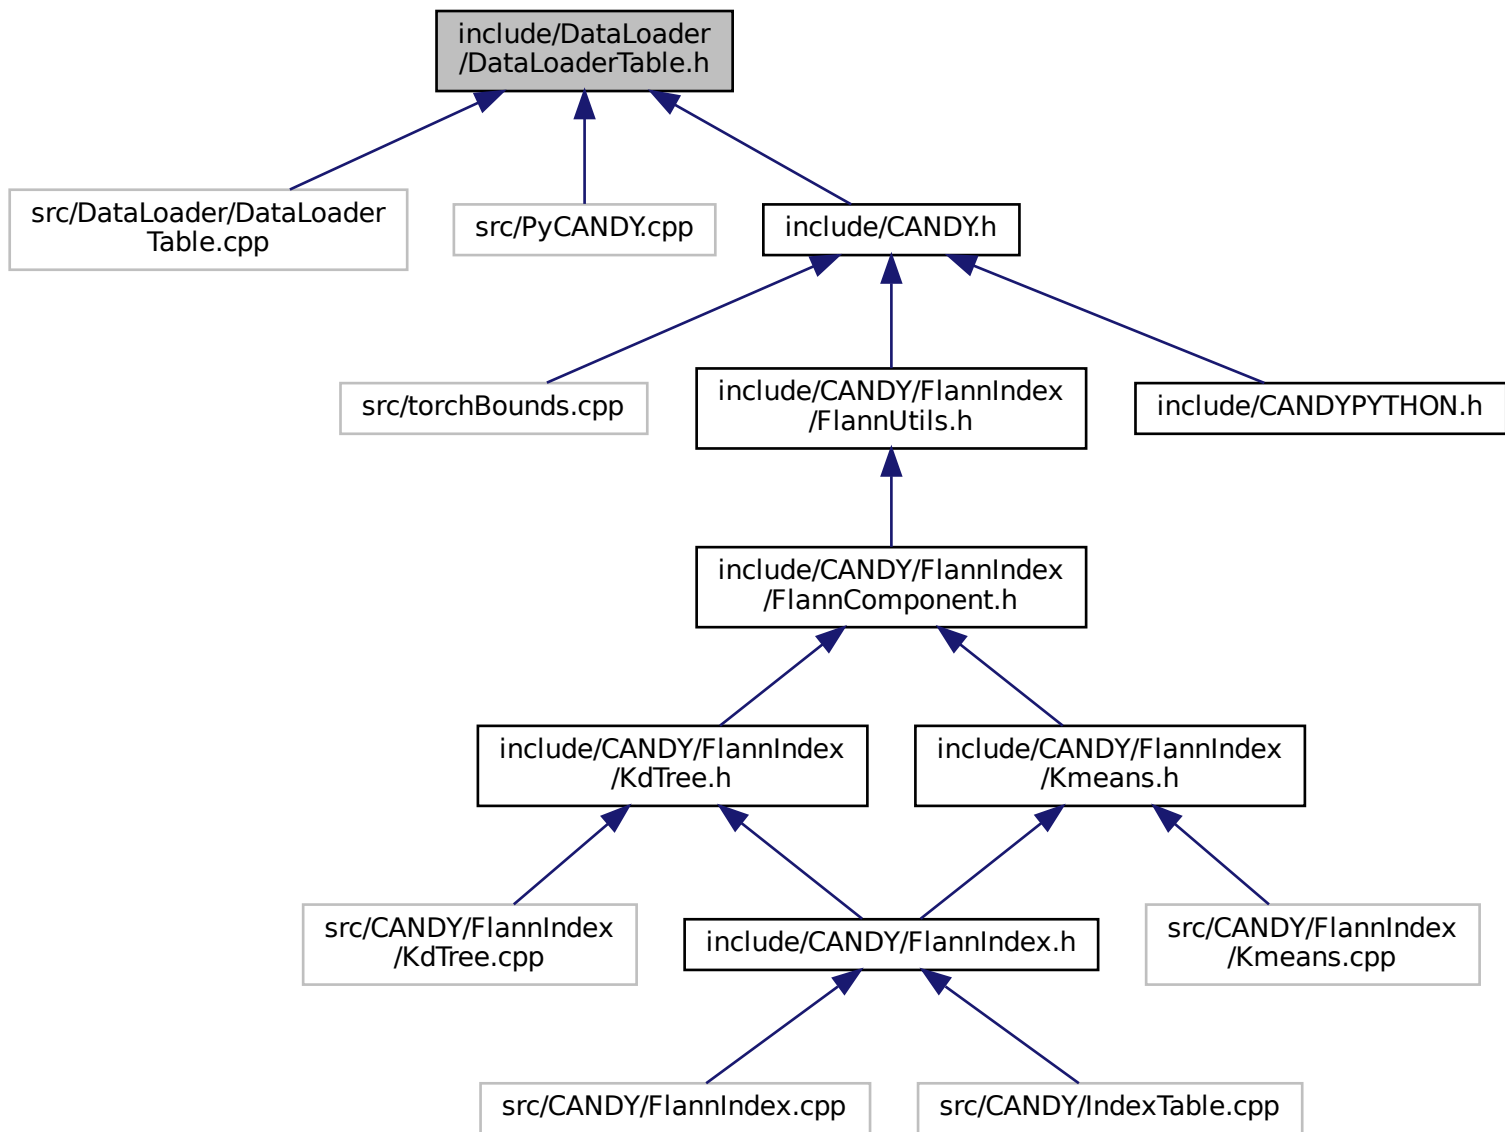 include/DataLoader
/DataLoaderTable.h
src/DataLoader/DataLoader
Table.cpp
src/PyCANDY.cpp
include/CANDY.h
src/torchBounds.cpp
include/CANDY/FlannIndex
/FlannUtils.h
include/CANDYPYTHON.h
include/CANDY/FlannIndex
/FlannComponent.h
include/CANDY/FlannIndex
/KdTree.h
include/CANDY/FlannIndex
/Kmeans.h
src/CANDY/FlannIndex
/KdTree.cpp
include/CANDY/FlannIndex.h
src/CANDY/FlannIndex
/Kmeans.cpp
src/CANDY/FlannIndex.cpp
src/CANDY/IndexTable.cpp